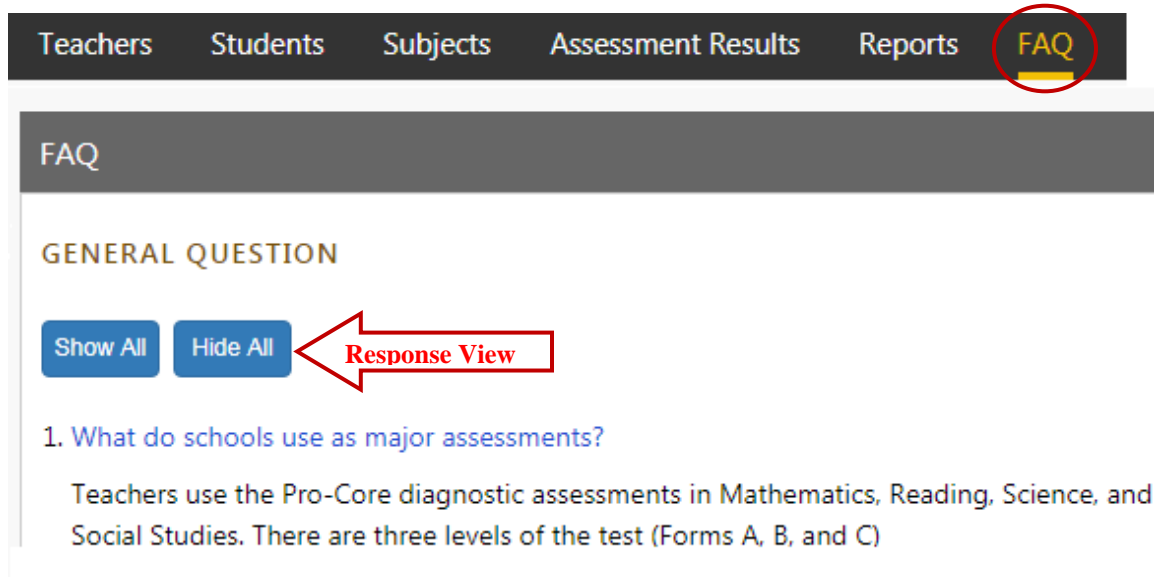 Teachers Students Subjects Assessment Results Reports FAQ
FAQ
GENERAL QUESTION
Show All Hide All Response View
1. What do schools use as major assessments?
Teachers use the Pro-Core diagnostic assessments in Mathematics, Reading, Science, and
Social Studies. There are three levels of the test (Forms A, B, and C)